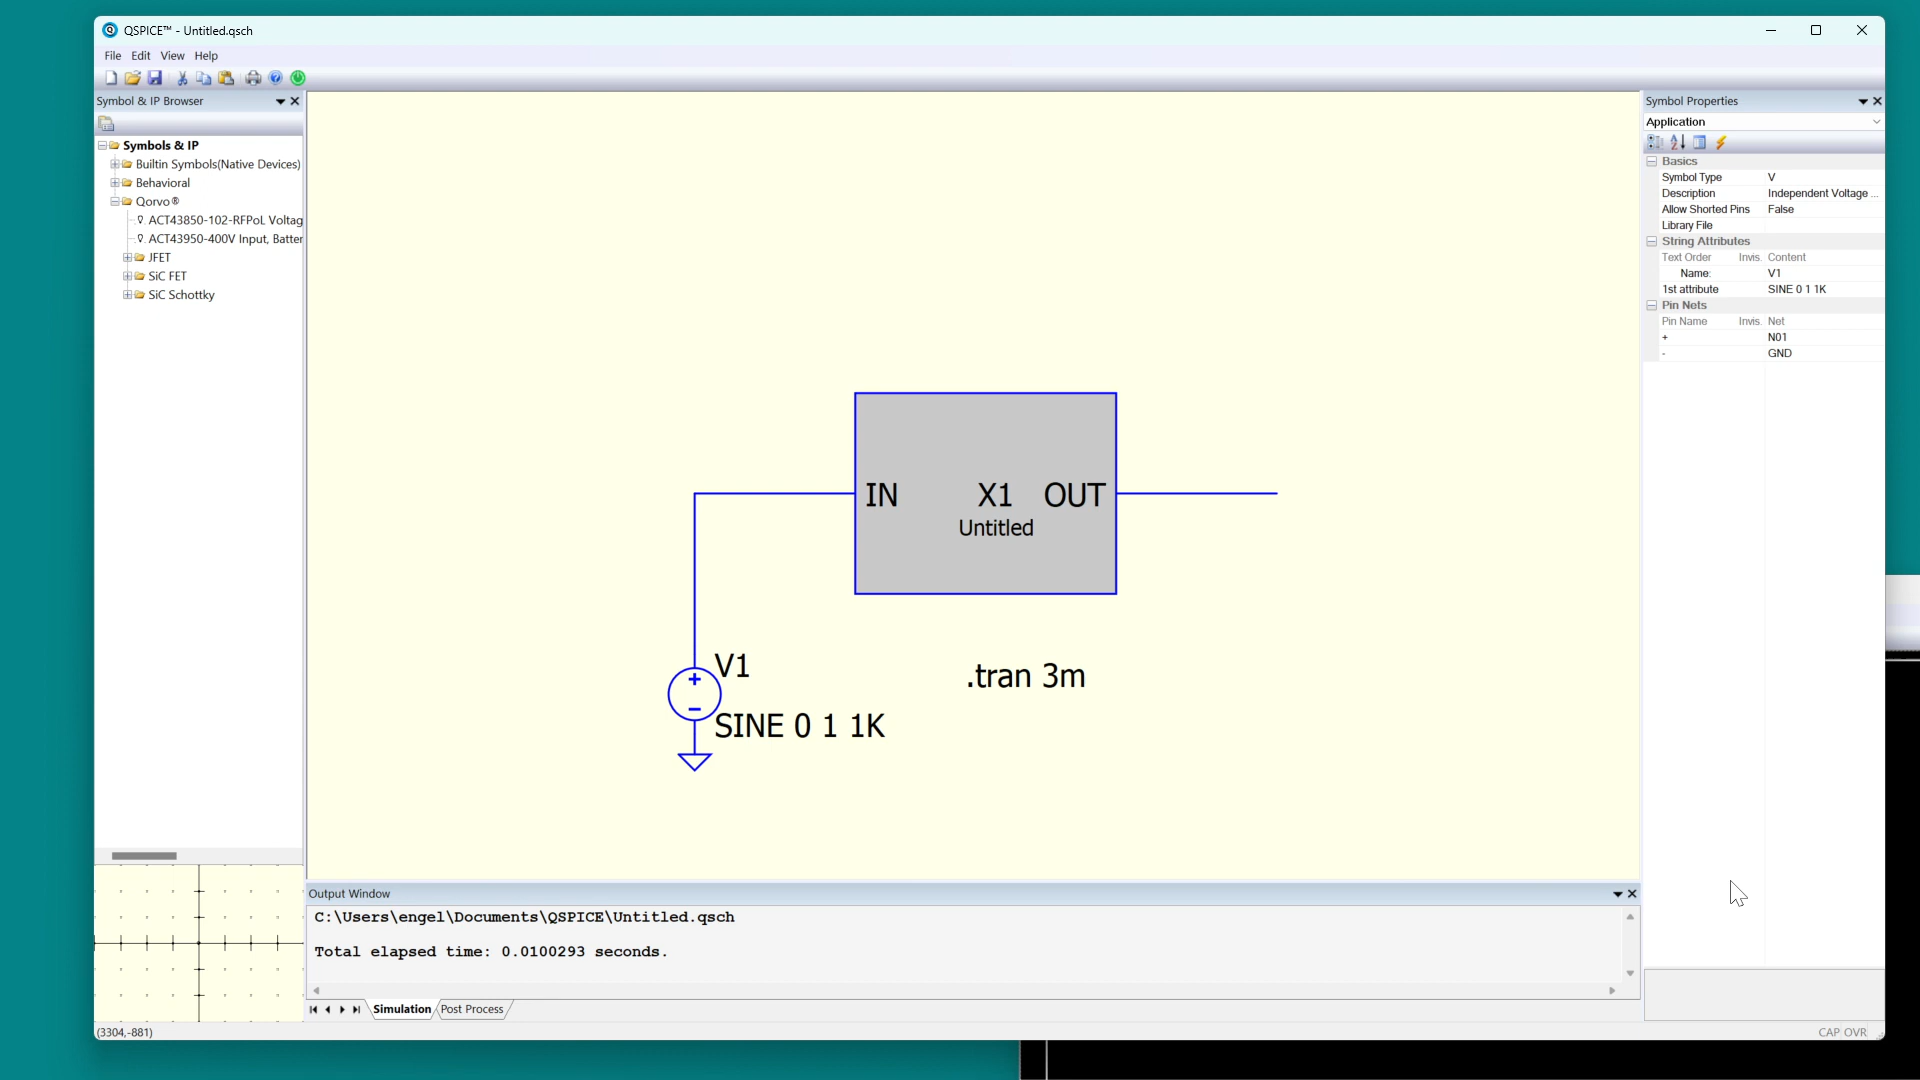 QSPICE™ - Untitled.qsch
File Edit View Help
Symbol & IP Browser
Symbols & IP
Builtin Symbols(Native Devices)
Behavioral
Qorvo®
ACT43850-102-RFPoL Voltag
ACT43950-400V Input, Batter
JFET
SiC FET
SiC Schottky
IN X1 OUT
Untitled
V1
+
−
SINE 0 1 1K
.tran 3m
Output Window
C:\Users\engel\Documents\QSPICE\Untitled.qsch
Total elapsed time: 0.0100293 seconds.
Simulation Post Process
Symbol Properties
Application
Basics
Symbol Type V
Description Independent Voltage ...
Allow Shorted Pins False
Library File
String Attributes
Text Order Invis. Content
Name: V1
1st attribute SINE 0 1 1K
Pin Nets
Pin Name Invis. Net
+ N01
- GND
(3304,-881)
CAP OVR